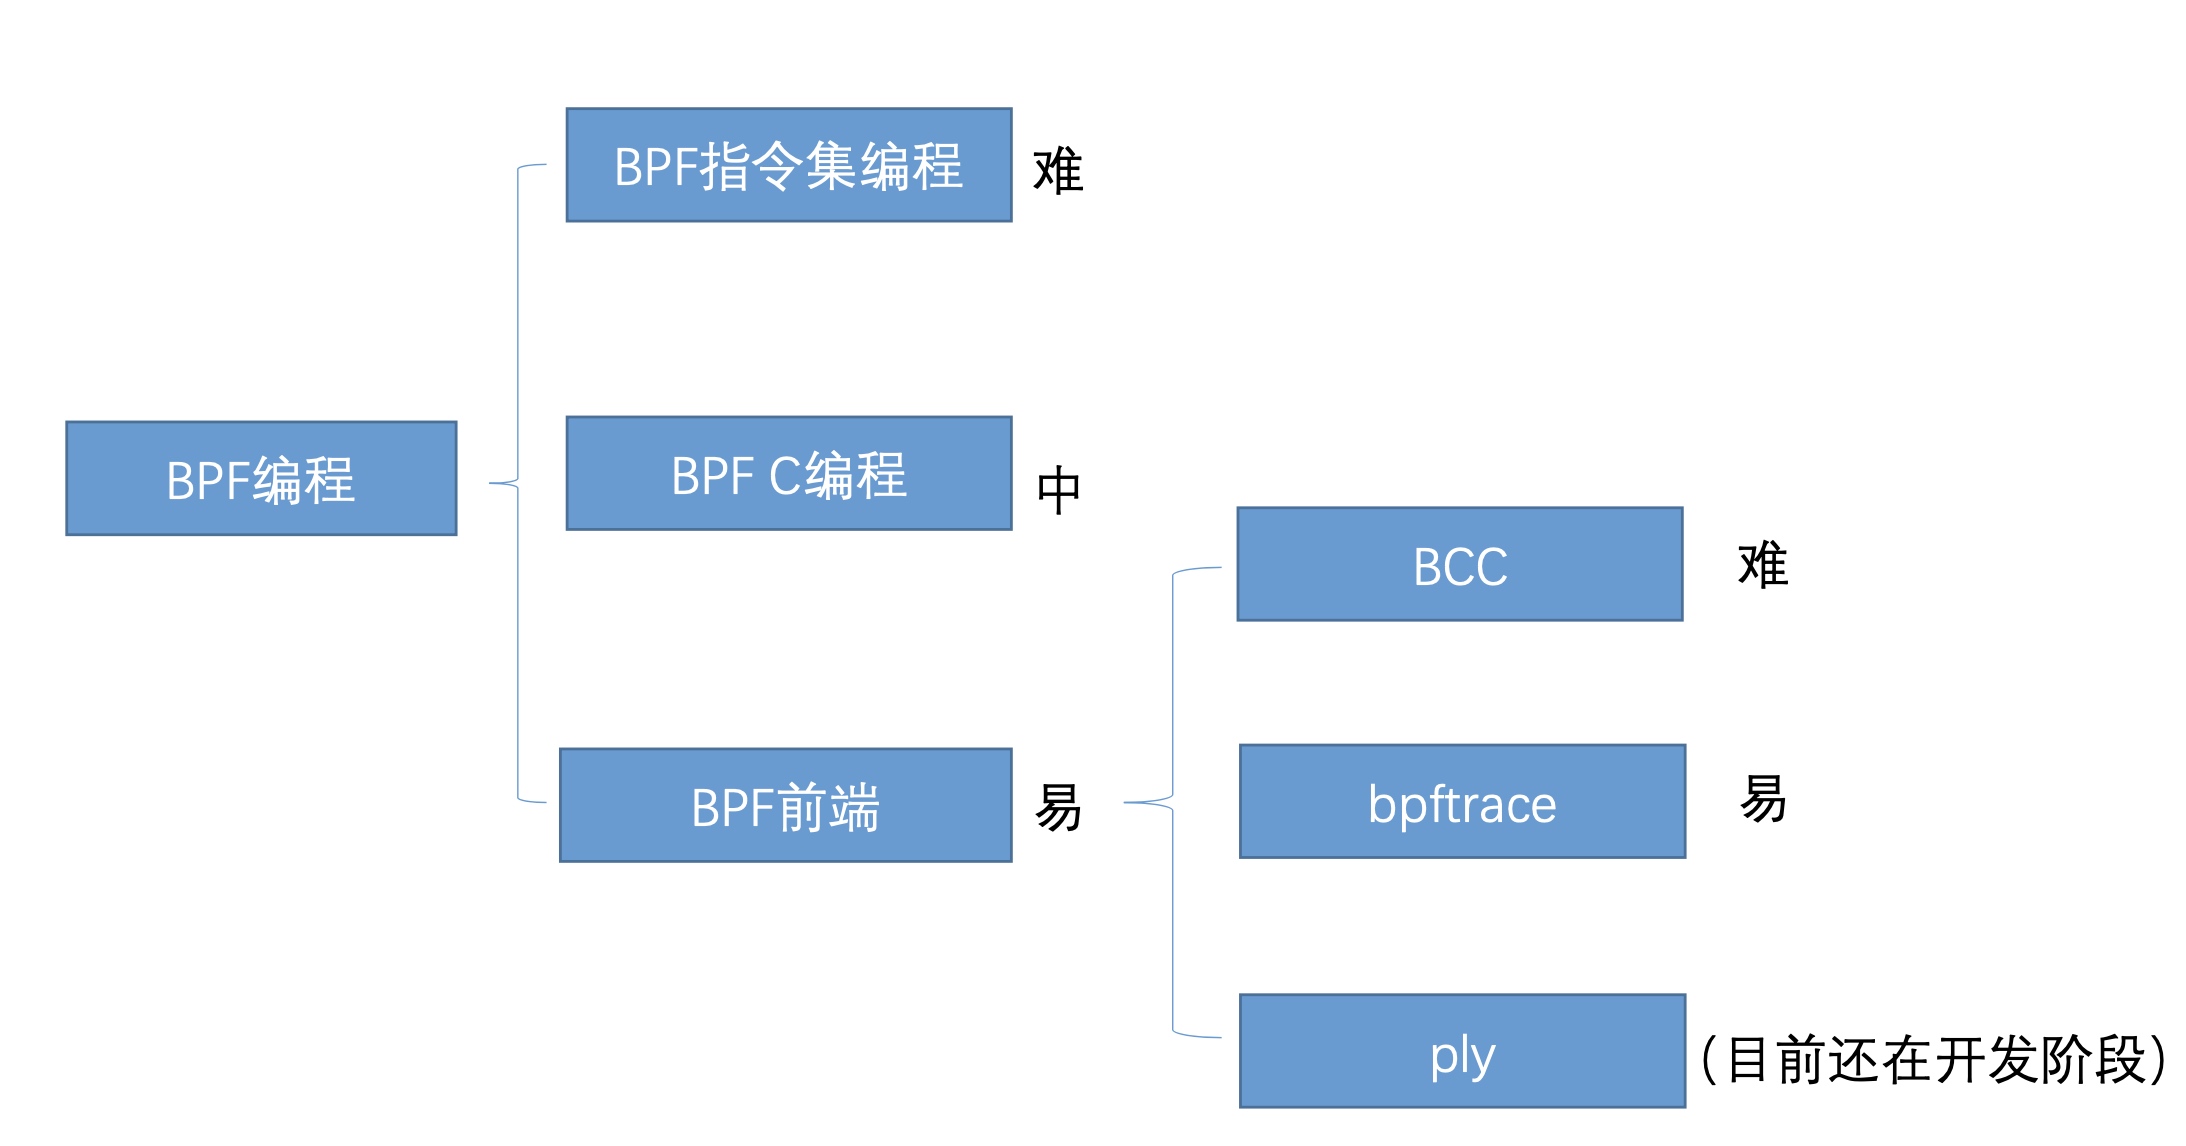 BPF编程
BPF指令集编程
难
BPF C编程
中
BPF前端
易
BCC
难
bpftrace
易
ply
(目前还在开发阶段)